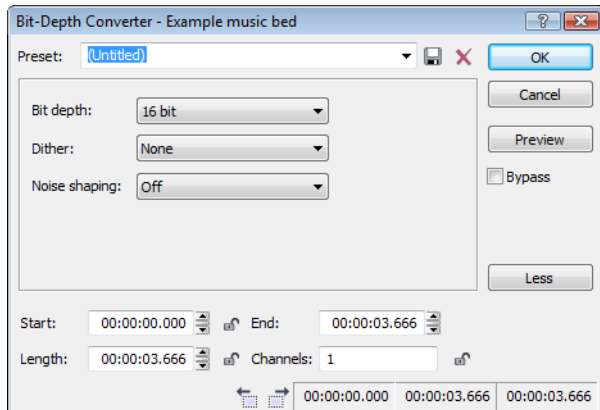 Bit-Depth Converter - Example music bed
Preset: (Untitled) OK
Cancel
Bit depth: 16 bit
Preview
Dither: None
Bypass
Noise shaping: Off
Less
Start: 00:00:00.000 End: 00:00:03.666
Length: 00:00:03.666 Channels: 1
00:00:00.000 00:00:03.666 00:00:03.666